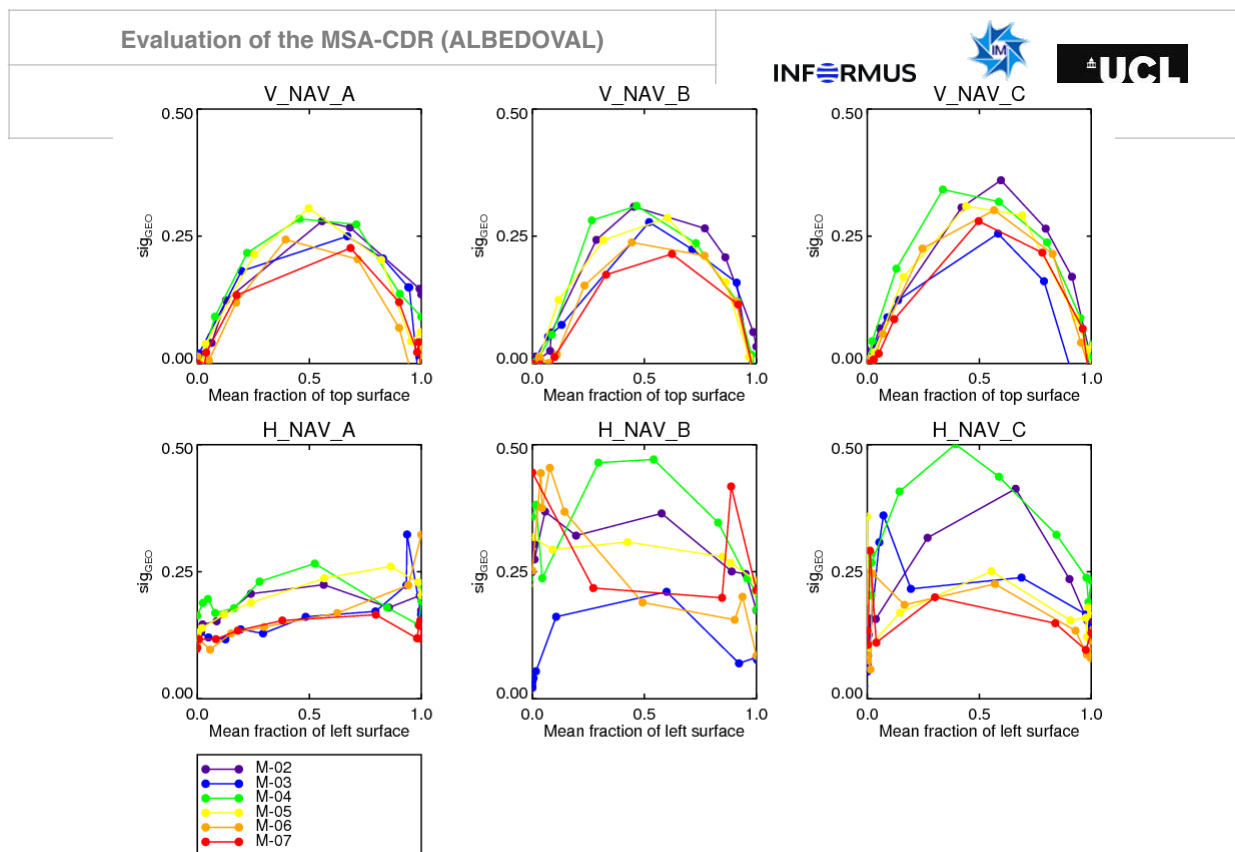 Evaluation of the MSA-CDR (ALBEDOVAL)
INFORMUS
IM
UCL
V_NAV_A
V_NAV_B
V_NAV_C
0.50
0.25
0.00
sigGEO
0.0
0.5
1.0
Mean fraction of top surface
0.50
0.25
0.00
sigGEO
0.0
0.5
1.0
Mean fraction of top surface
0.50
0.25
0.00
sigGEO
0.0
0.5
1.0
Mean fraction of top surface
H_NAV_A
H_NAV_B
H_NAV_C
0.50
0.25
0.00
sigGEO
0.0
0.5
1.0
Mean fraction of left surface
0.50
0.25
0.00
sigGEO
0.0
0.5
1.0
Mean fraction of left surface
0.50
0.25
0.00
sigGEO
0.0
0.5
1.0
Mean fraction of left surface
M-02
M-03
M-04
M-05
M-06
M-07